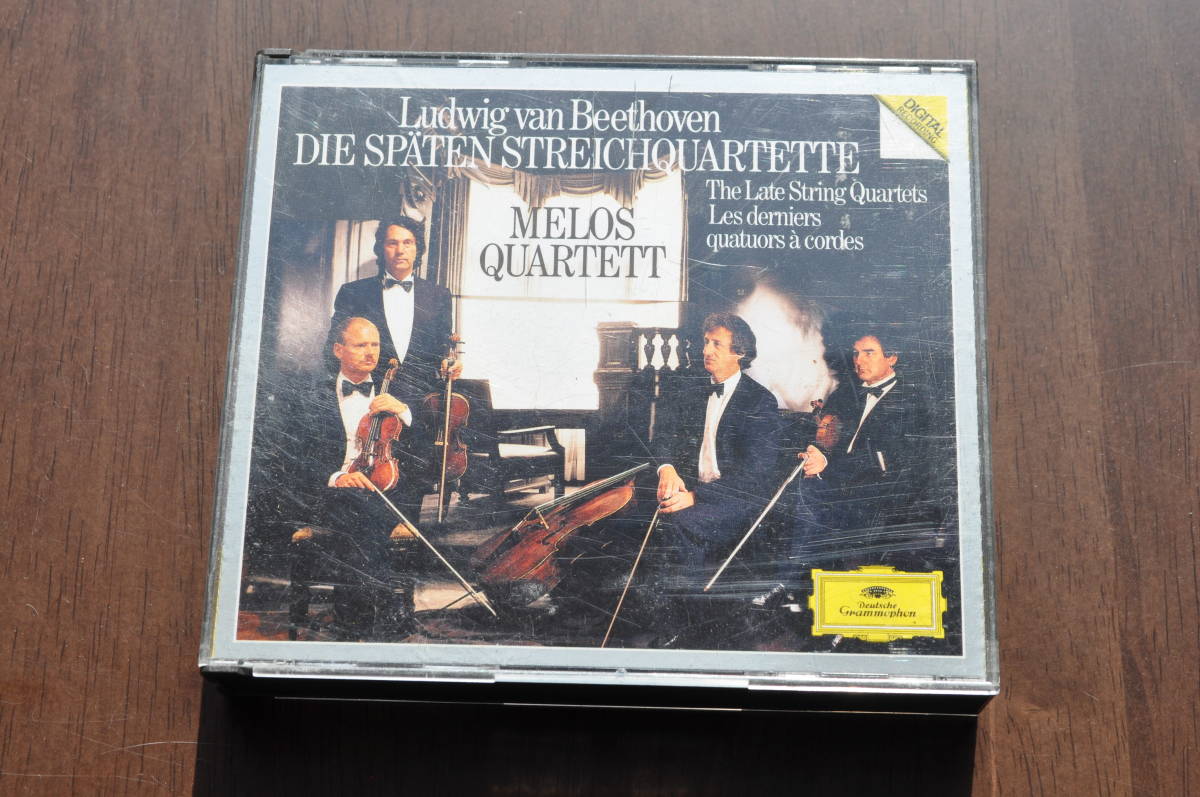 Ludwig van Beethoven
DIE SPÄTEN STREICHQUARTETTE
DIGITAL
RECORDING
The Late String Quartets
Les derniers
quatuors à cordes
MELOS
QUARTETT
Deutsche
Grammophon